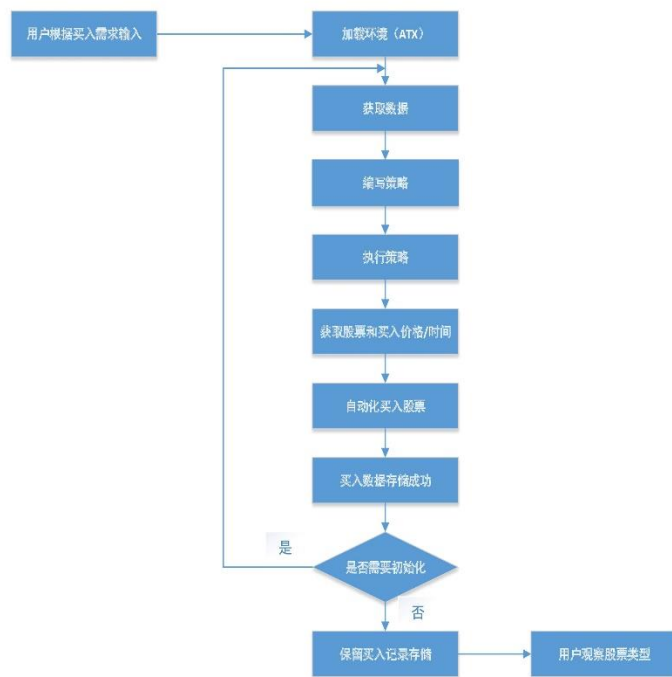 用户根据买入需求输入
加载环境（ATX）
获取数据
编写策略
执行策略
获取股票和买入价格/时间
自动化买入股票
买入数据存储成功
是
是否需要初始化
否
保留买入记录存储
用户观察股票类型